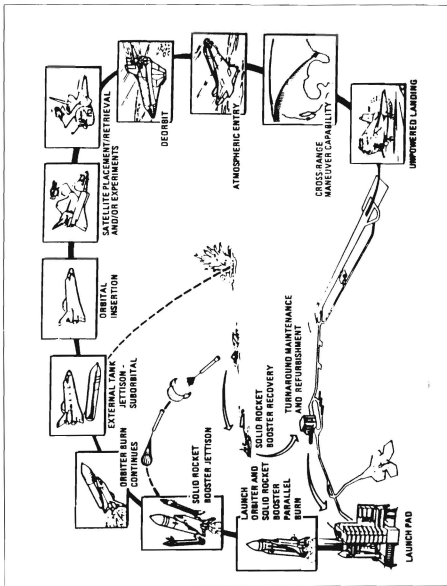 LAUNCH PAD
LAUNCH
ORBITER AND
SOLID ROCKET
BOOSTER
PARALLEL
BURN
SOLID ROCKET
BOOSTER JETTISON
ORBITER BURN
CONTINUES
EXTERNAL TANK
JETTISON -
SUBORBITAL
ORBITAL
INSERTION
SATELLITE PLACEMENT/RETRIEVAL
AND/OR EXPERIMENTS
DEORBIT
ATMOSPHERIC ENTRY
CROSS-RANGE
MANEUVER CAPABILITY
UNPOWERED LANDING
SOLID ROCKET
BOOSTER RECOVERY
TURNAROUND MAINTENANCE
AND REFURBISHMENT